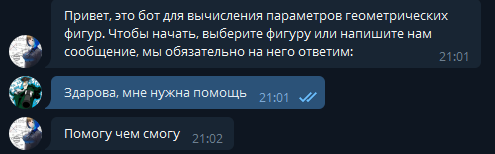 Привет, это бот для вычисления параметров геометрических
фигур. Чтобы начать, выберите фигуру или напишите нам
сообщение, мы обязательно на него ответим:
21:01
Здарова, мне нужна помощь 21:01
Помогу чем смогу 21:02